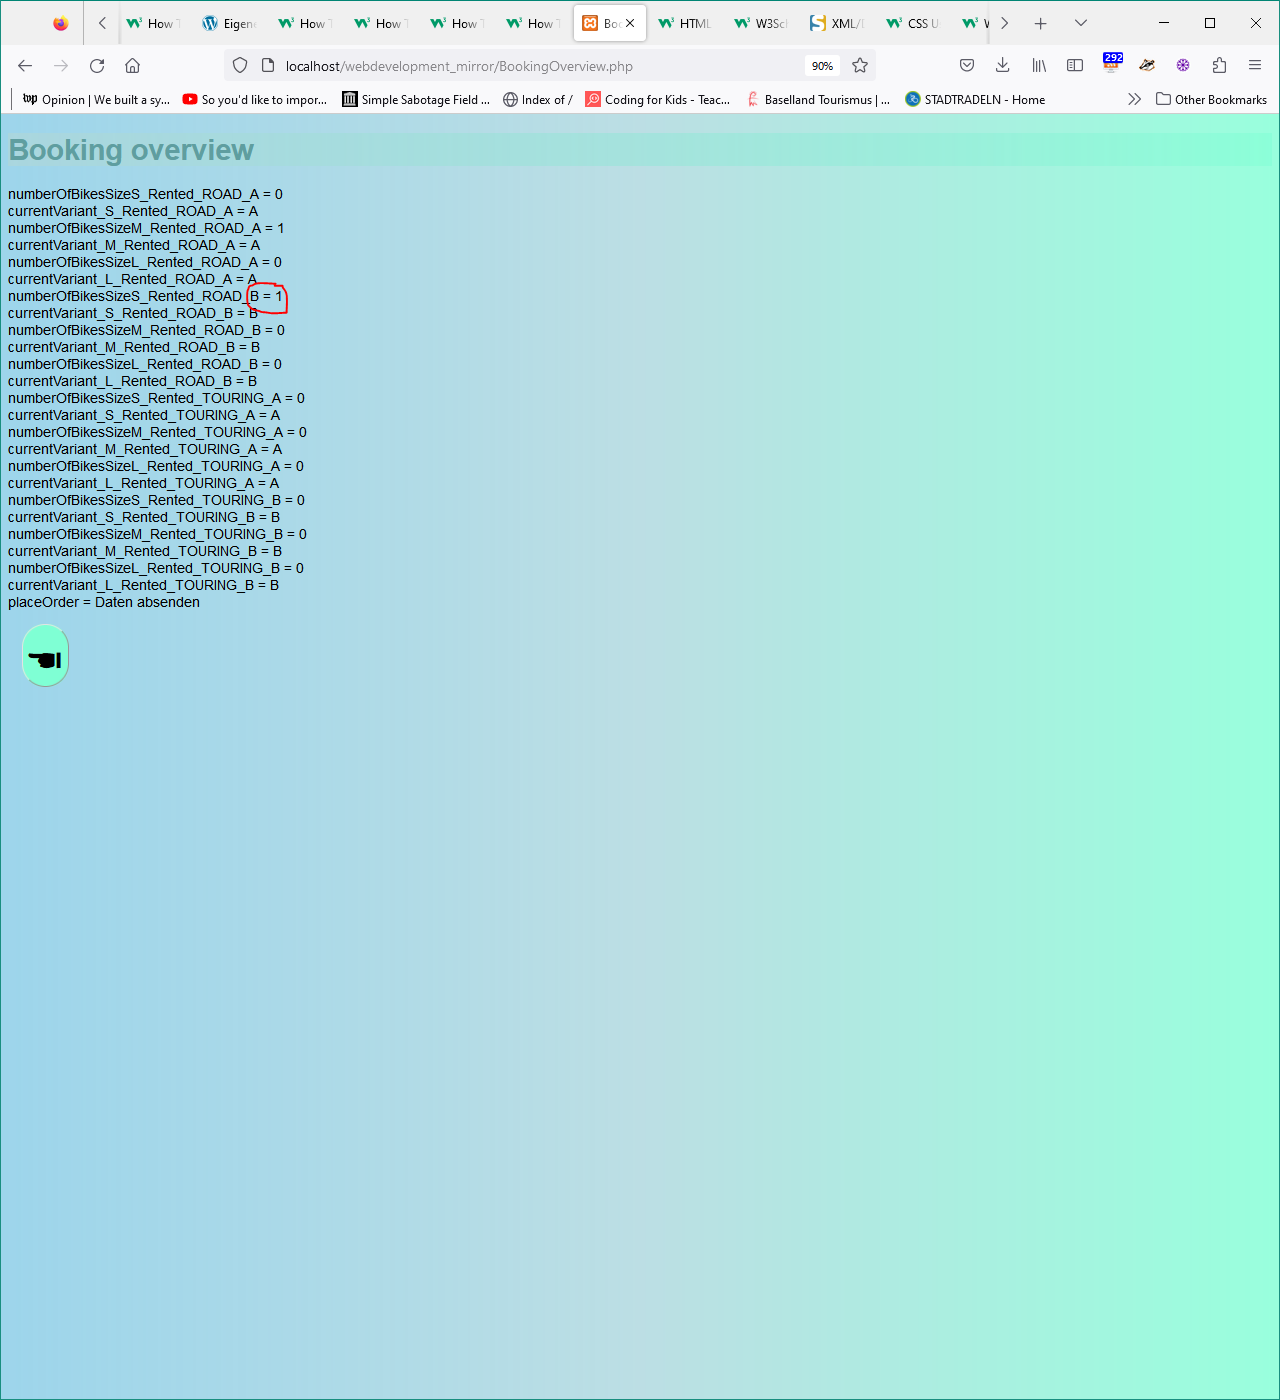 How T
Eigene
How T
How T
How T
How T
Boo
HTML
W3Sch
XML/
CSS U
localhost/webdevelopment_mirror/BookingOverview.php
90%
292
Opinion | We built a sy...
So you'd like to impor...
Simple Sabotage Field ...
Index of /
Coding for Kids - Teac...
Baselland Tourismus | ...
STADTRADELN - Home
Other Bookmarks
Booking overview
numberOfBikesSizeS_Rented_ROAD_A = 0
currentVariant_S_Rented_ROAD_A = A
numberOfBikesSizeM_Rented_ROAD_A = 1
currentVariant_M_Rented_ROAD_A = A
numberOfBikesSizeL_Rented_ROAD_A = 0
currentVariant_L_Rented_ROAD_A = A
numberOfBikesSizeS_Rented_ROAD_B = 1
currentVariant_S_Rented_ROAD_B = B
numberOfBikesSizeM_Rented_ROAD_B = 0
currentVariant_M_Rented_ROAD_B = B
numberOfBikesSizeL_Rented_ROAD_B = 0
currentVariant_L_Rented_ROAD_B = B
numberOfBikesSizeS_Rented_TOURING_A = 0
currentVariant_S_Rented_TOURING_A = A
numberOfBikesSizeM_Rented_TOURING_A = 0
currentVariant_M_Rented_TOURING_A = A
numberOfBikesSizeL_Rented_TOURING_A = 0
currentVariant_L_Rented_TOURING_A = A
numberOfBikesSizeS_Rented_TOURING_B = 0
currentVariant_S_Rented_TOURING_B = B
numberOfBikesSizeM_Rented_TOURING_B = 0
currentVariant_M_Rented_TOURING_B = B
numberOfBikesSizeL_Rented_TOURING_B = 0
currentVariant_L_Rented_TOURING_B = B
placeOrder = Daten absenden